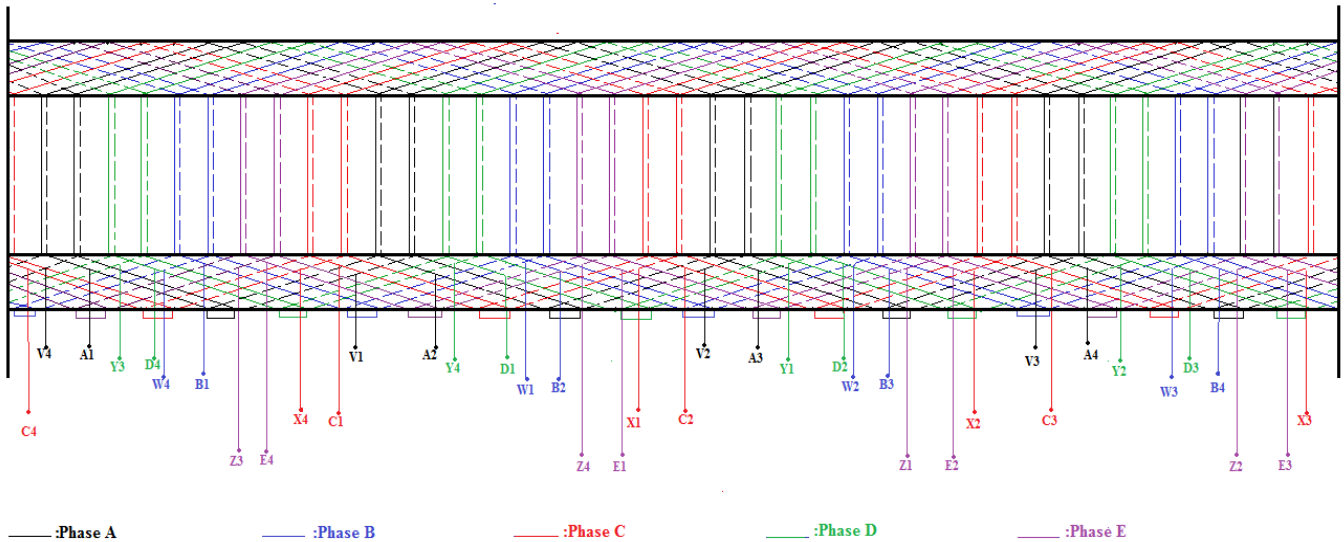 V4 A1 Y3 D4 W4 B1 V1 A2 Y4 D1 W1 B2 V2 A3 Y1 D2 W2 B3 V3 A4 Y2 D3 W3 B4
C4 X4 C1 X1 C2 X2 C3 X3
Z3 E4 Z4 E1 Z1 E2 Z2 E3
:Phase A :Phase B :Phase C :Phase D :Phase E